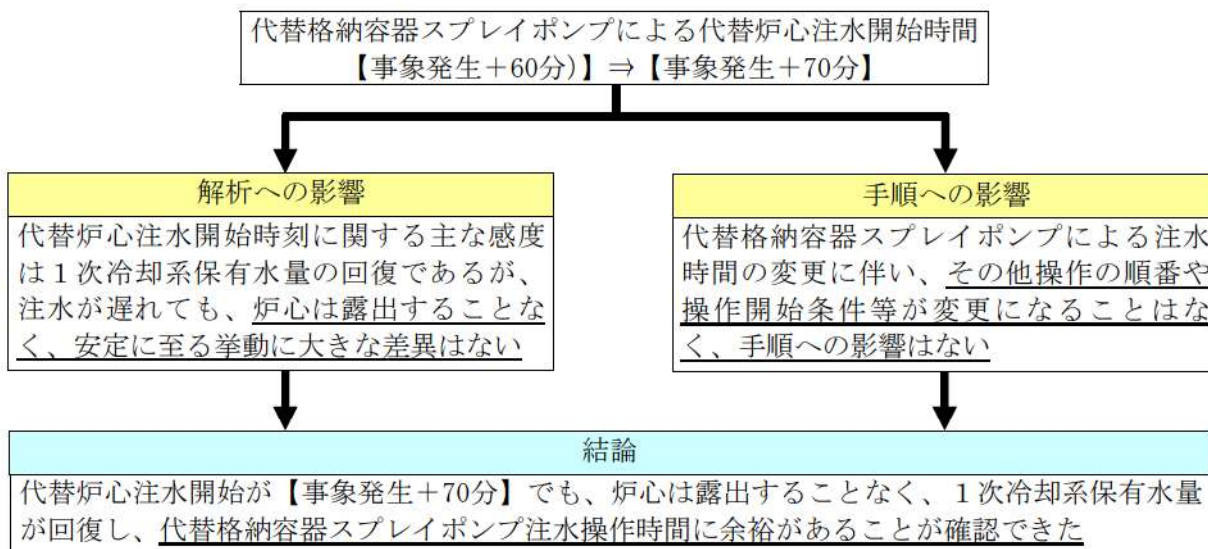 代替格納容器スプレイポンプによる代替炉心注水開始時間
【事象発生+60分)】⇒【事象発生+70分】
解析への影響
代替炉心注水開始時刻に関する主な感度
は1次冷却系保有水量の回復であるが、
注水が遅れても、炉心は露出することな
く、安定に至る挙動に大きな差異はない
手順への影響
代替格納容器スプレイポンプによる注水
時間の変更に伴い、その他操作の順番や
操作開始条件等が変更になることはな
く、手順への影響はない
結論
代替炉心注水開始が【事象発生+70分】でも、炉心は露出することなく、1次冷却系保有水量
が回復し、代替格納容器スプレイポンプ注水操作時間に余裕があることが確認できた